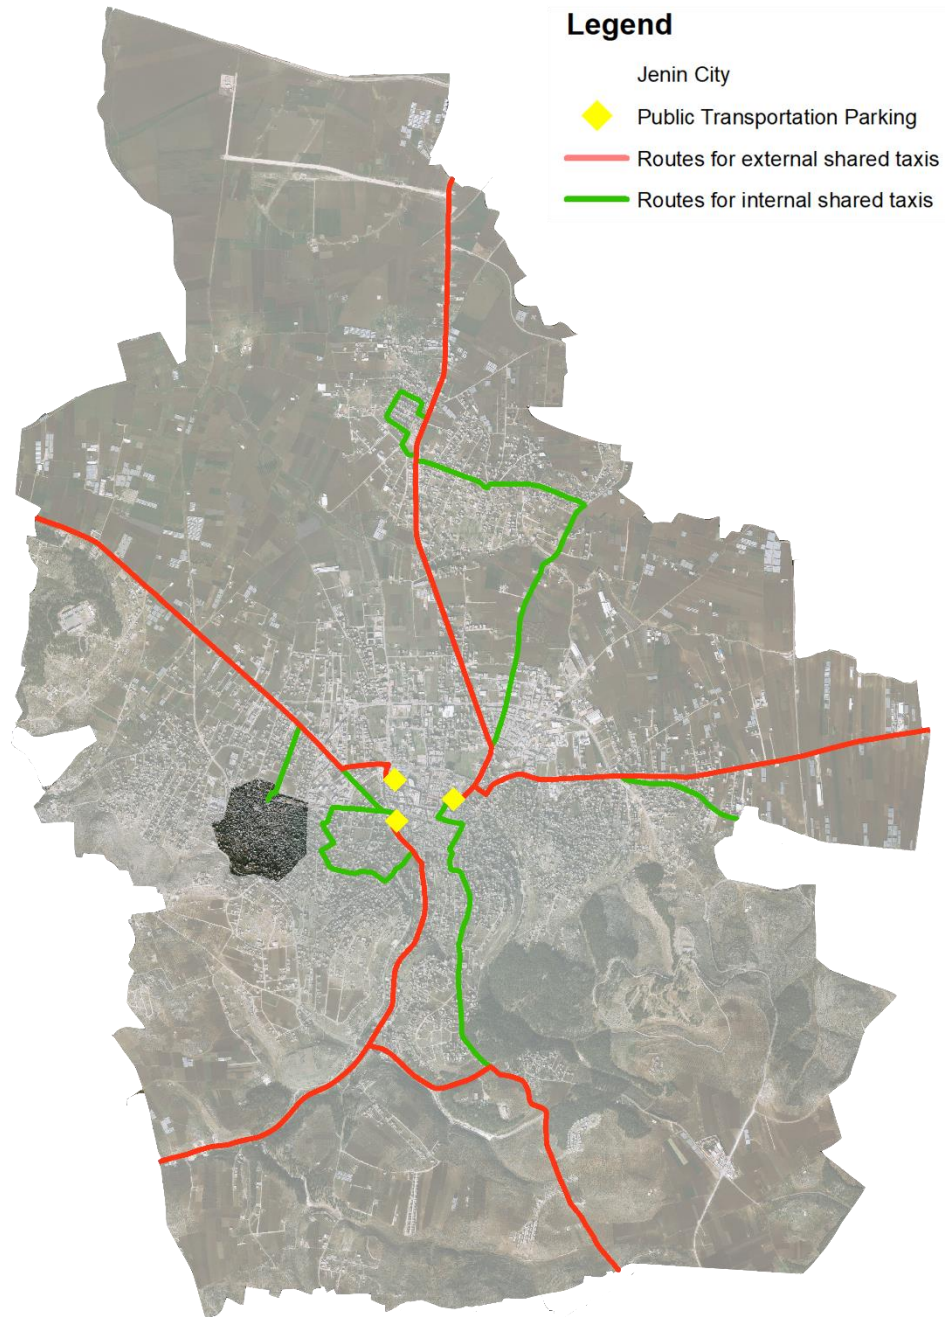 Legend
Jenin City
Public Transportation Parking
Routes for external shared taxis
Routes for internal shared taxis